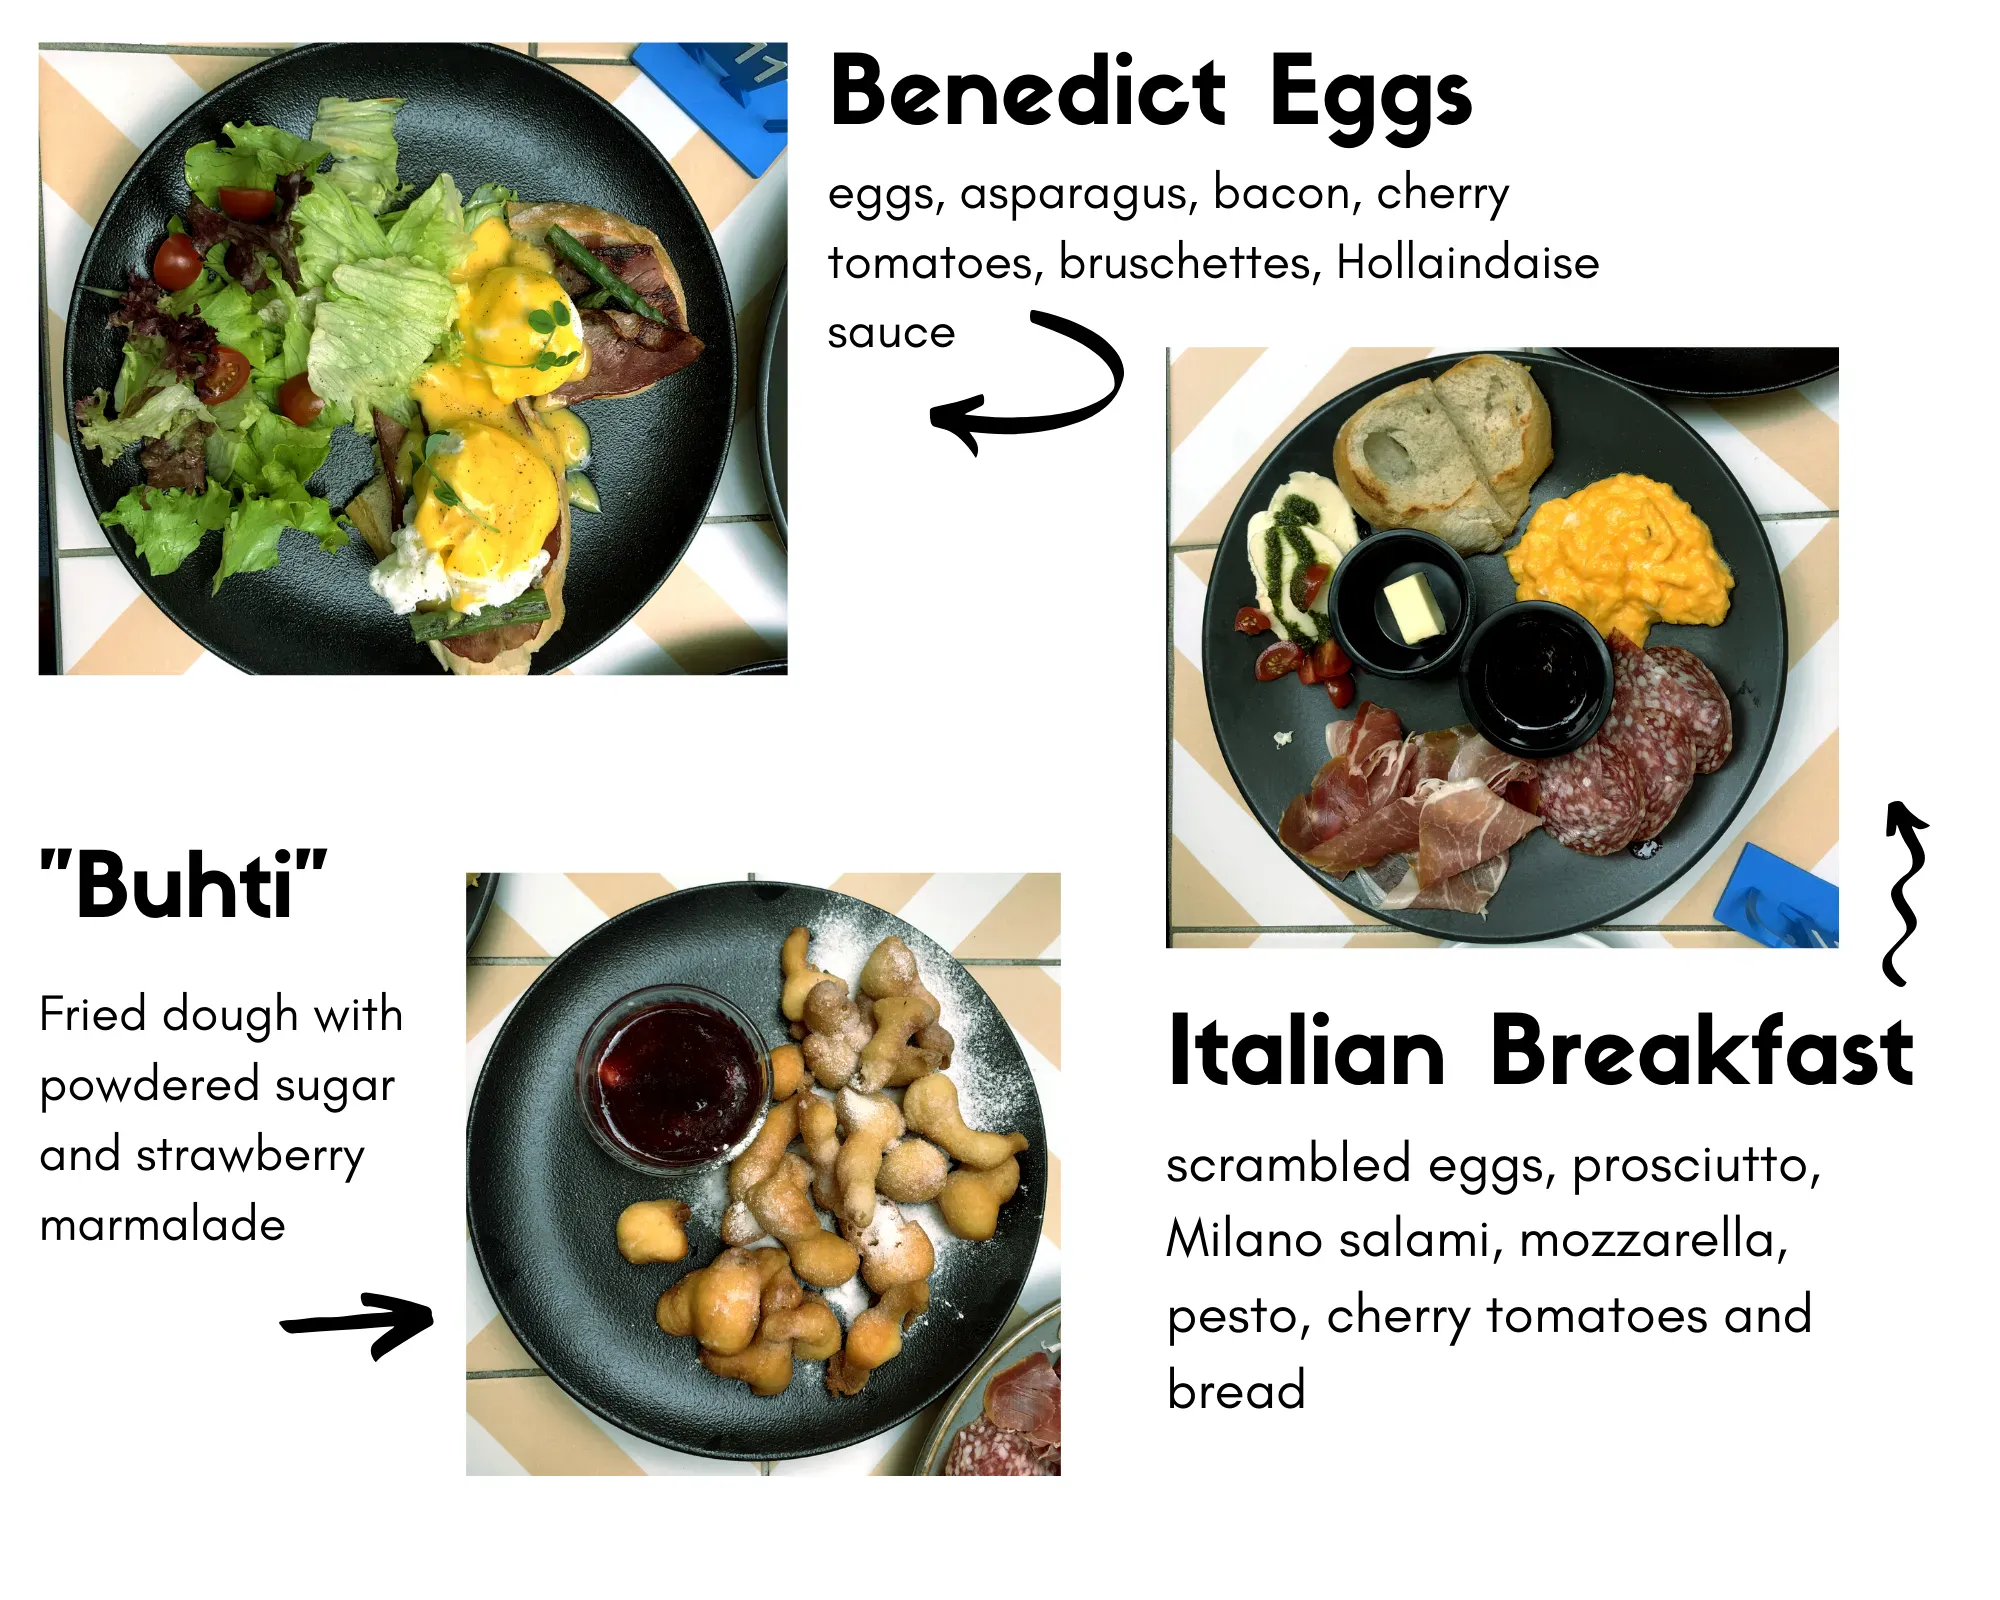 11
Benedict Eggs
eggs, asparagus, bacon, cherry
tomatoes, bruschettes, Hollaindaise
sauce
"Buhti"
Fried dough with
powdered sugar
and strawberry
marmalade
Italian Breakfast
scrambled eggs, prosciutto,
Milano salami, mozzarella,
pesto, cherry tomatoes and
bread